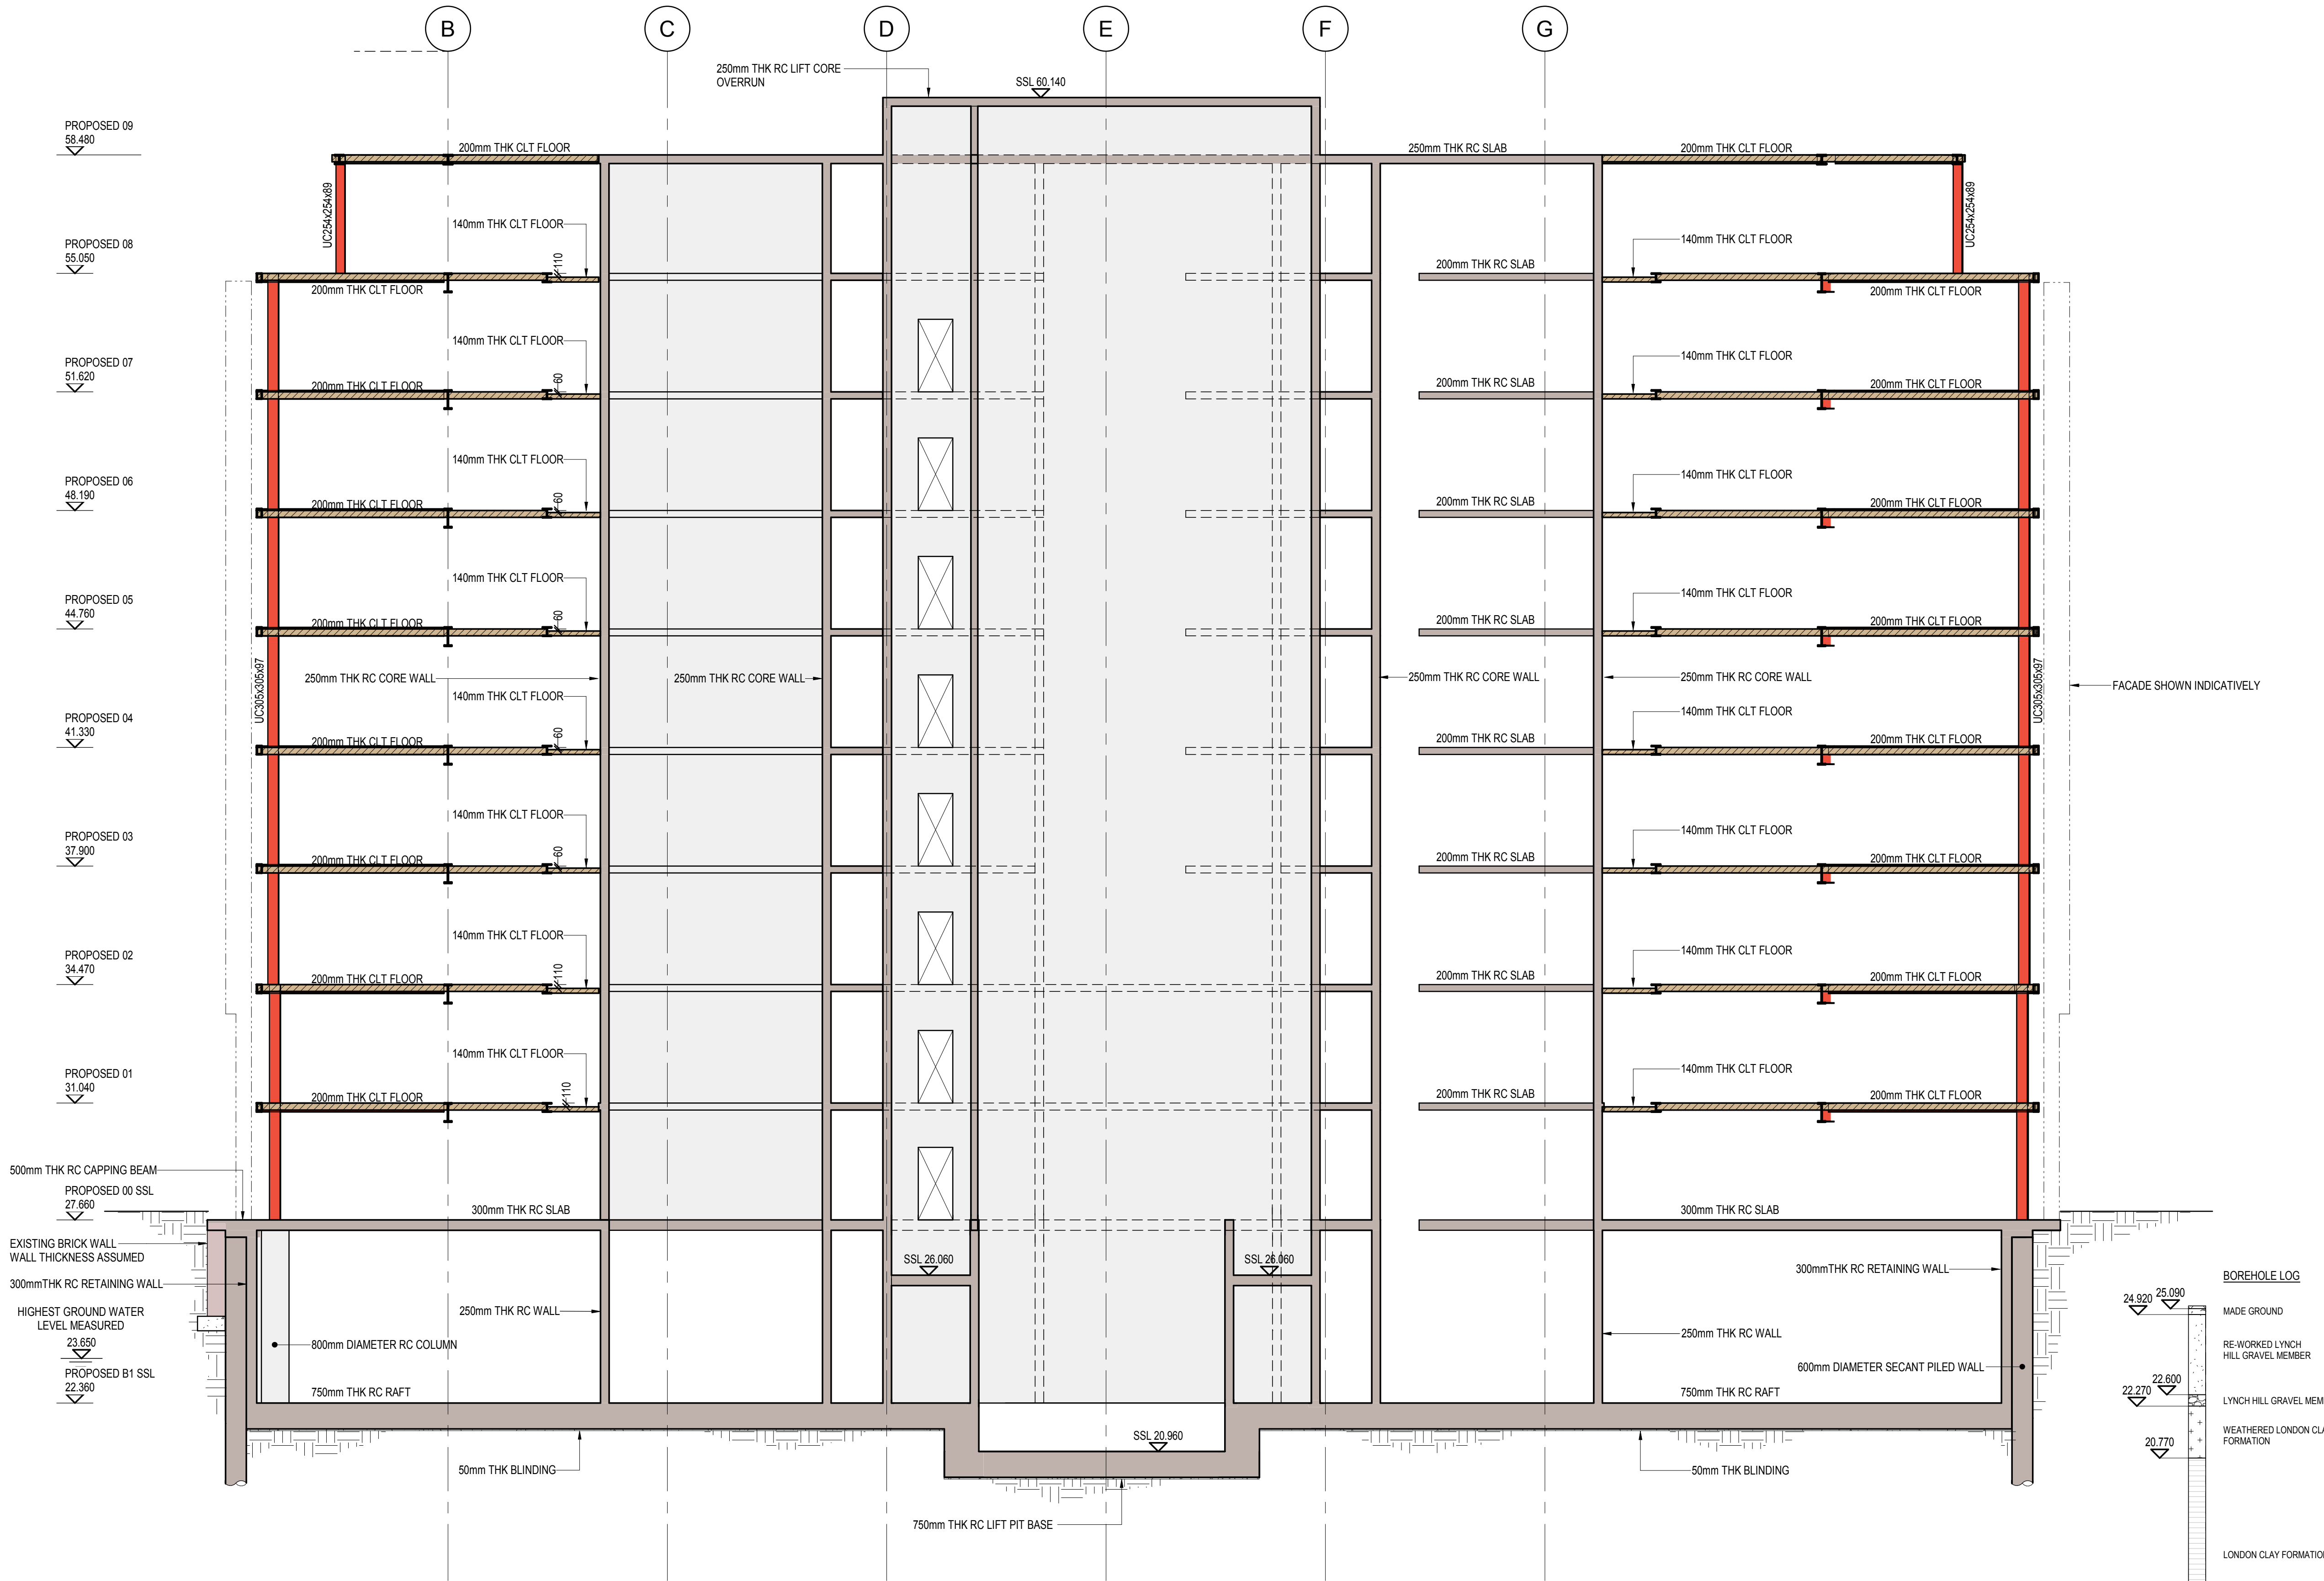 B
C
D
E
F
G
250mm THK RC LIFT CORE
OVERRUN
SSL 60.140
PROPOSED 09
58.480
200mm THK CLT FLOOR
250mm THK RC SLAB
200mm THK CLT FLOOR
UC254x254x89
UC254x254x89
140mm THK CLT FLOOR
140mm THK CLT FLOOR
PROPOSED 08
55.050
110
200mm THK RC SLAB
200mm THK CLT FLOOR
200mm THK CLT FLOOR
140mm THK CLT FLOOR
140mm THK CLT FLOOR
PROPOSED 07
51.620
60
200mm THK CLT FLOOR
200mm THK RC SLAB
200mm THK CLT FLOOR
140mm THK CLT FLOOR
140mm THK CLT FLOOR
PROPOSED 06
48.190
60
200mm THK CLT FLOOR
200mm THK RC SLAB
200mm THK CLT FLOOR
140mm THK CLT FLOOR
140mm THK CLT FLOOR
PROPOSED 05
44.760
60
200mm THK CLT FLOOR
200mm THK RC SLAB
200mm THK CLT FLOOR
UC305x305x97
250mm THK RC CORE WALL
250mm THK RC CORE WALL
250mm THK RC CORE WALL
250mm THK RC CORE WALL
UC305x305x97
FACADE SHOWN INDICATIVELY
140mm THK CLT FLOOR
140mm THK CLT FLOOR
PROPOSED 04
41.330
60
200mm THK CLT FLOOR
200mm THK RC SLAB
200mm THK CLT FLOOR
140mm THK CLT FLOOR
140mm THK CLT FLOOR
PROPOSED 03
37.900
60
200mm THK CLT FLOOR
200mm THK RC SLAB
200mm THK CLT FLOOR
140mm THK CLT FLOOR
140mm THK CLT FLOOR
PROPOSED 02
34.470
110
200mm THK CLT FLOOR
200mm THK RC SLAB
200mm THK CLT FLOOR
140mm THK CLT FLOOR
140mm THK CLT FLOOR
PROPOSED 01
31.040
110
200mm THK CLT FLOOR
200mm THK RC SLAB
200mm THK CLT FLOOR
500mm THK RC CAPPING BEAM
PROPOSED 00 SSL
27.660
300mm THK RC SLAB
300mm THK RC SLAB
EXISTING BRICK WALL
WALL THICKNESS ASSUMED
SSL 26.060
SSL 26.060
300mmTHK RC RETAINING WALL
300mmTHK RC RETAINING WALL
HIGHEST GROUND WATER
LEVEL MEASURED
23.650
250mm THK RC WALL
250mm THK RC WALL
800mm DIAMETER RC COLUMN
600mm DIAMETER SECANT PILED WALL
PROPOSED B1 SSL
22.360
750mm THK RC RAFT
750mm THK RC RAFT
SSL 20.960
50mm THK BLINDING
50mm THK BLINDING
750mm THK RC LIFT PIT BASE
BOREHOLE LOG
24.920
25.090
MADE GROUND
RE-WORKED LYNCH
HILL GRAVEL MEMBER
22.600
22.270
LYNCH HILL GRAVEL MEM
WEATHERED LONDON CLA
FORMATION
20.770
LONDON CLAY FORMATION